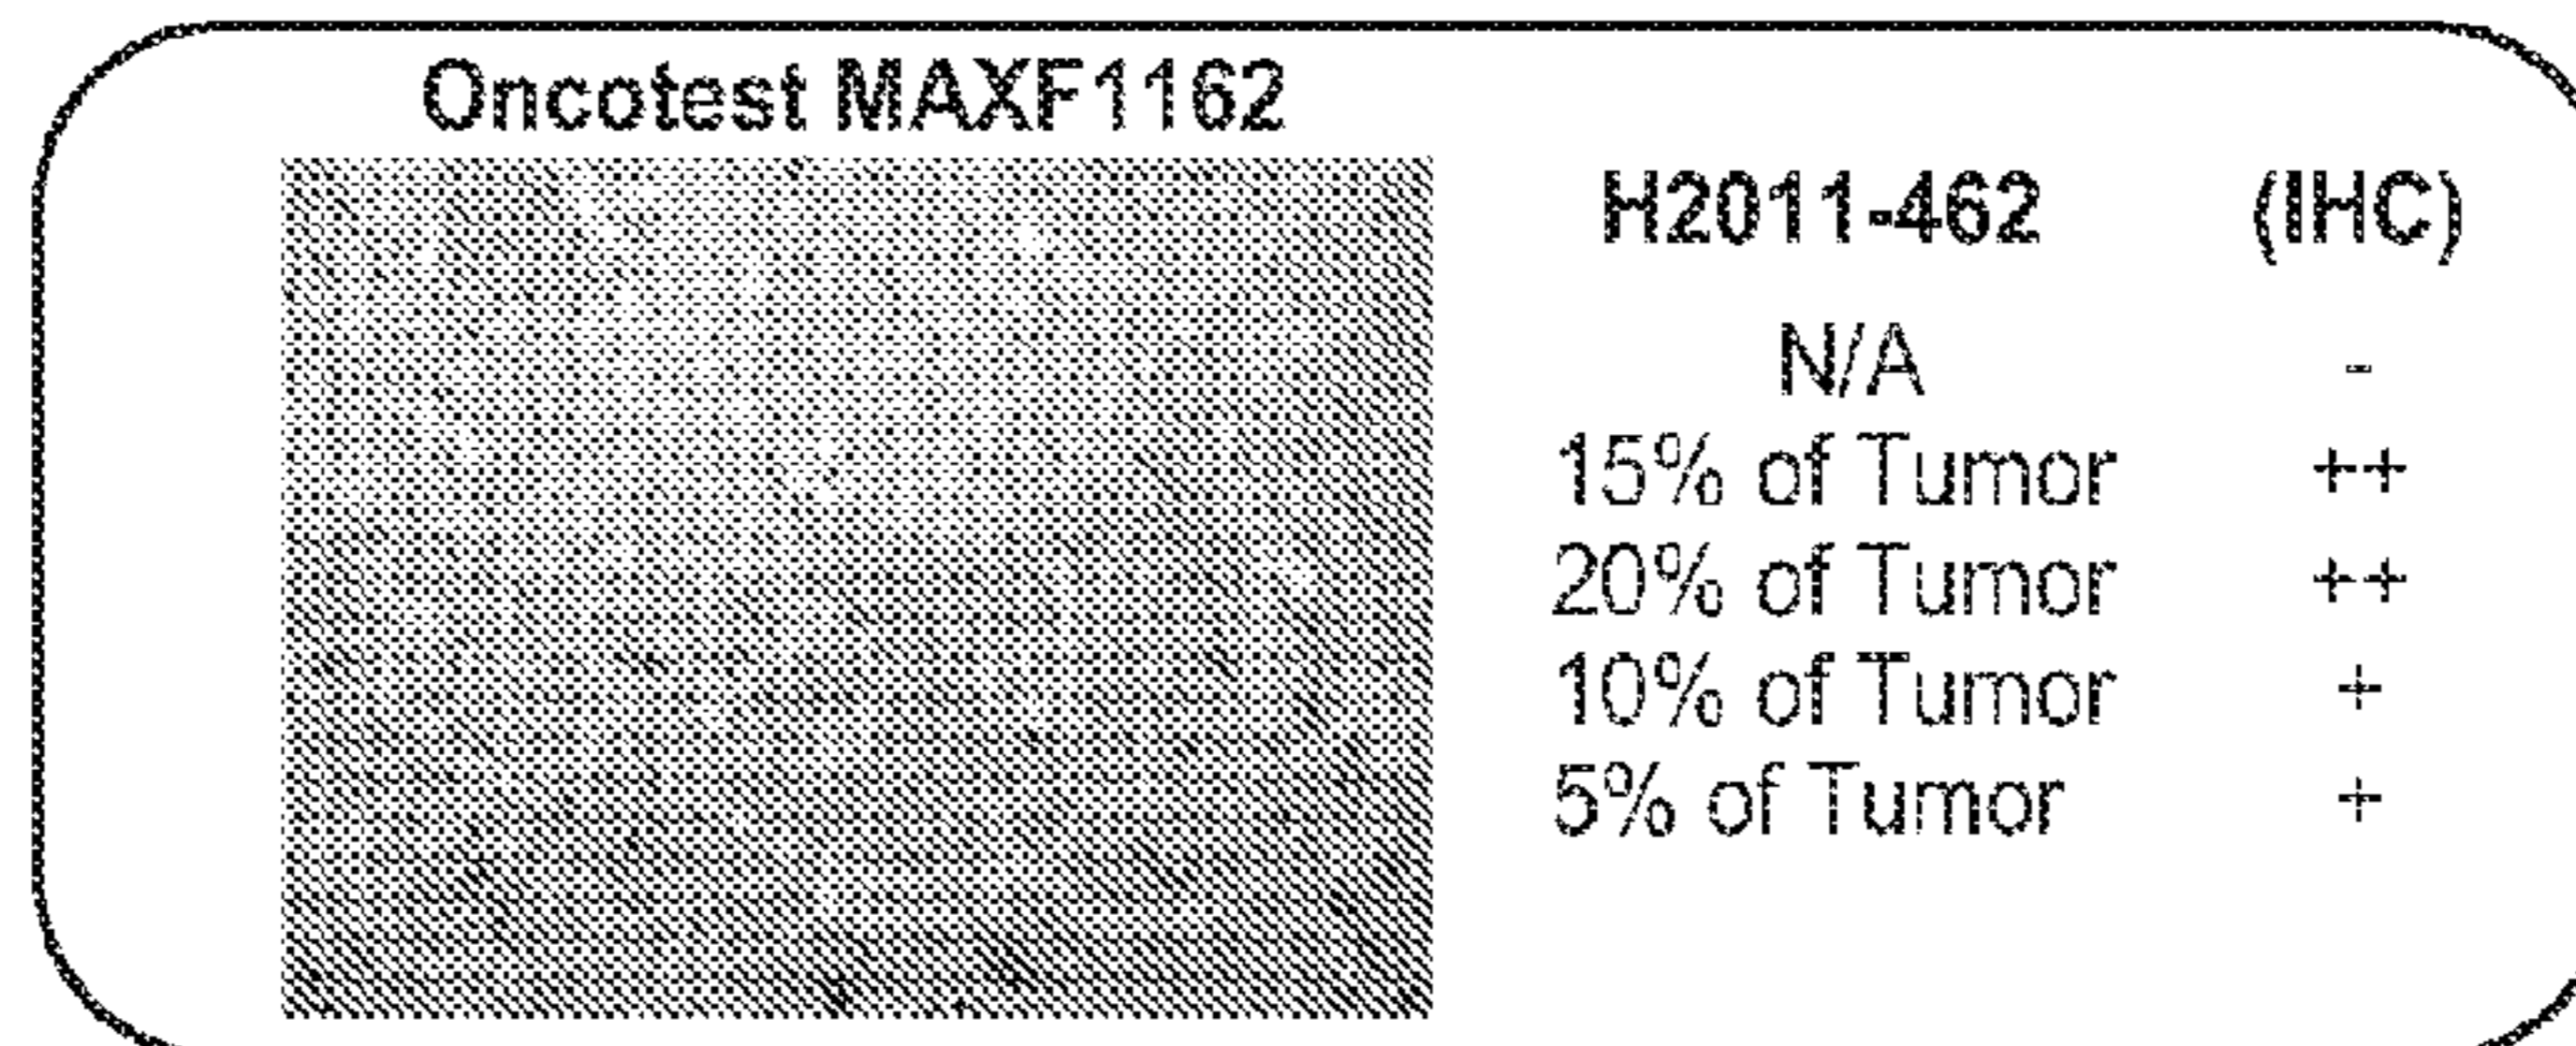 Oncotest MAXF1162
H2011-462 (IHC)
N/A -
15% of Tumor ++
20% of Tumor ++
10% of Tumor +
5% of Tumor +